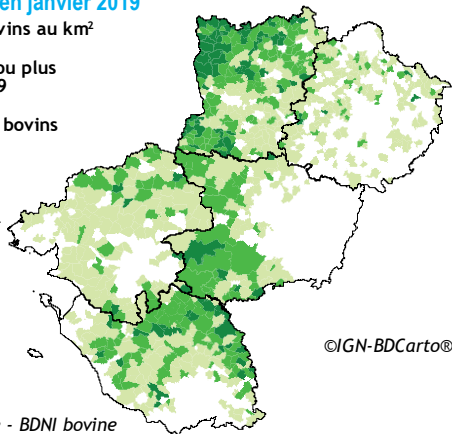 en janvier 2019
vins au km²
ou plus
9
bovins
©IGN-BDCarto®
- BDNI bovine